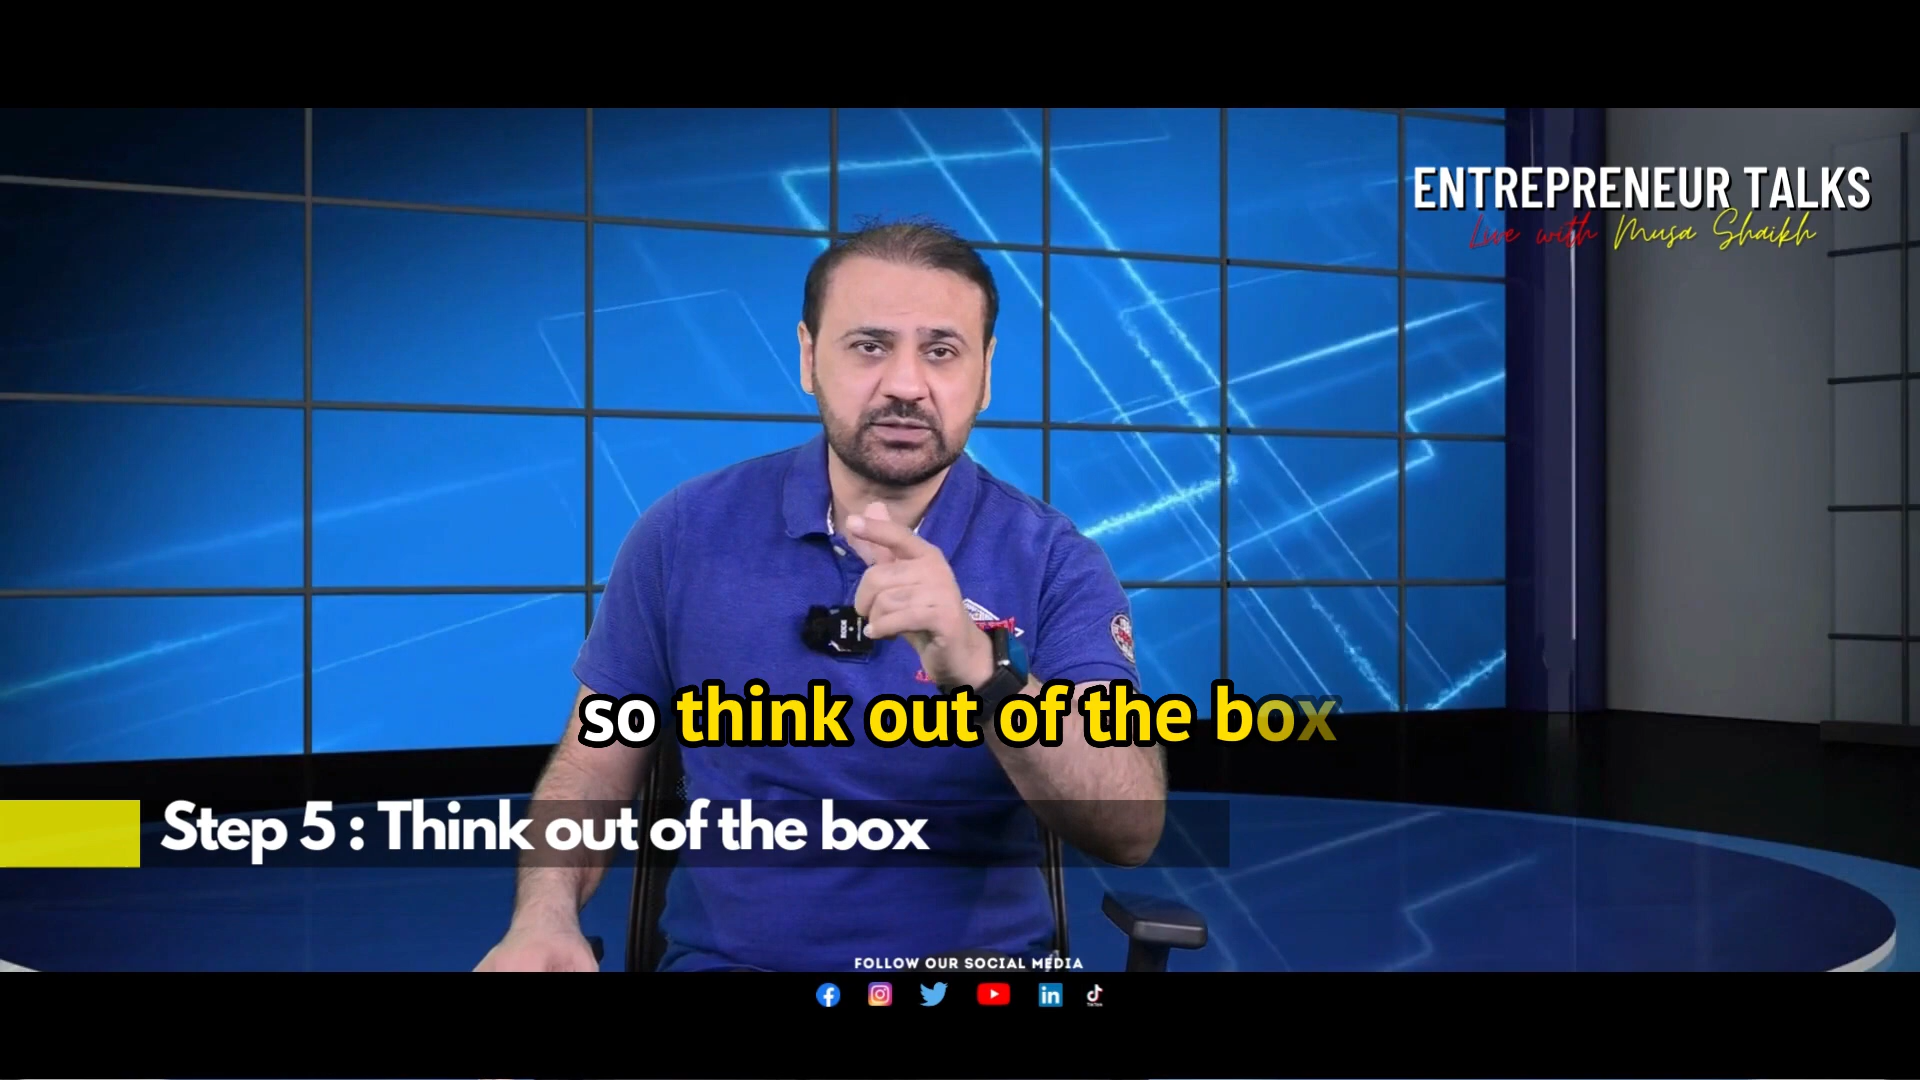 ENTREPRENEUR TALKS
Live with Musa Shaikh
RODE
so think out of the box
Step 5 : Think out of the box
FOLLOW OUR SOCIAL MEDIA